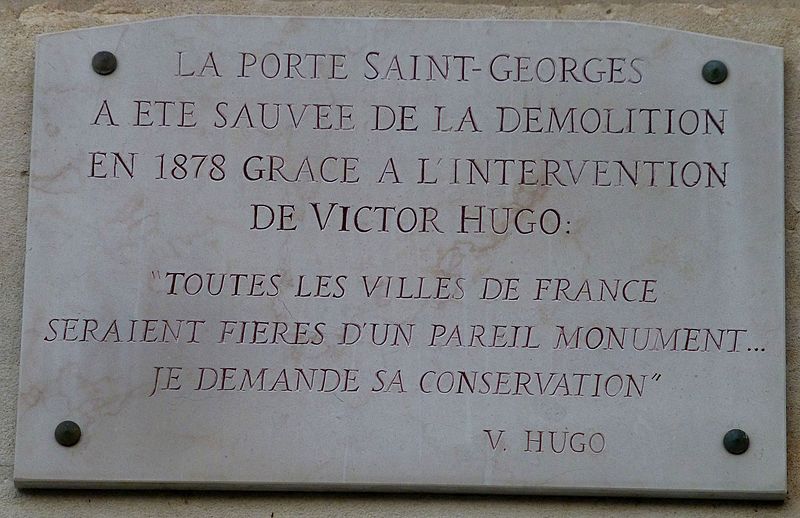 LA PORTE SAINT-GEORGES
A ETE SAUVEE DE LA DEMOLITION
EN 1878 GRACE A L'INTERVENTION
DE VICTOR HUGO:
"TOUTES LES VILLES DE FRANCE
SERAIENT FIERES D'UN PAREIL MONUMENT...
JE DEMANDE SA CONSERVATION"
V. HUGO